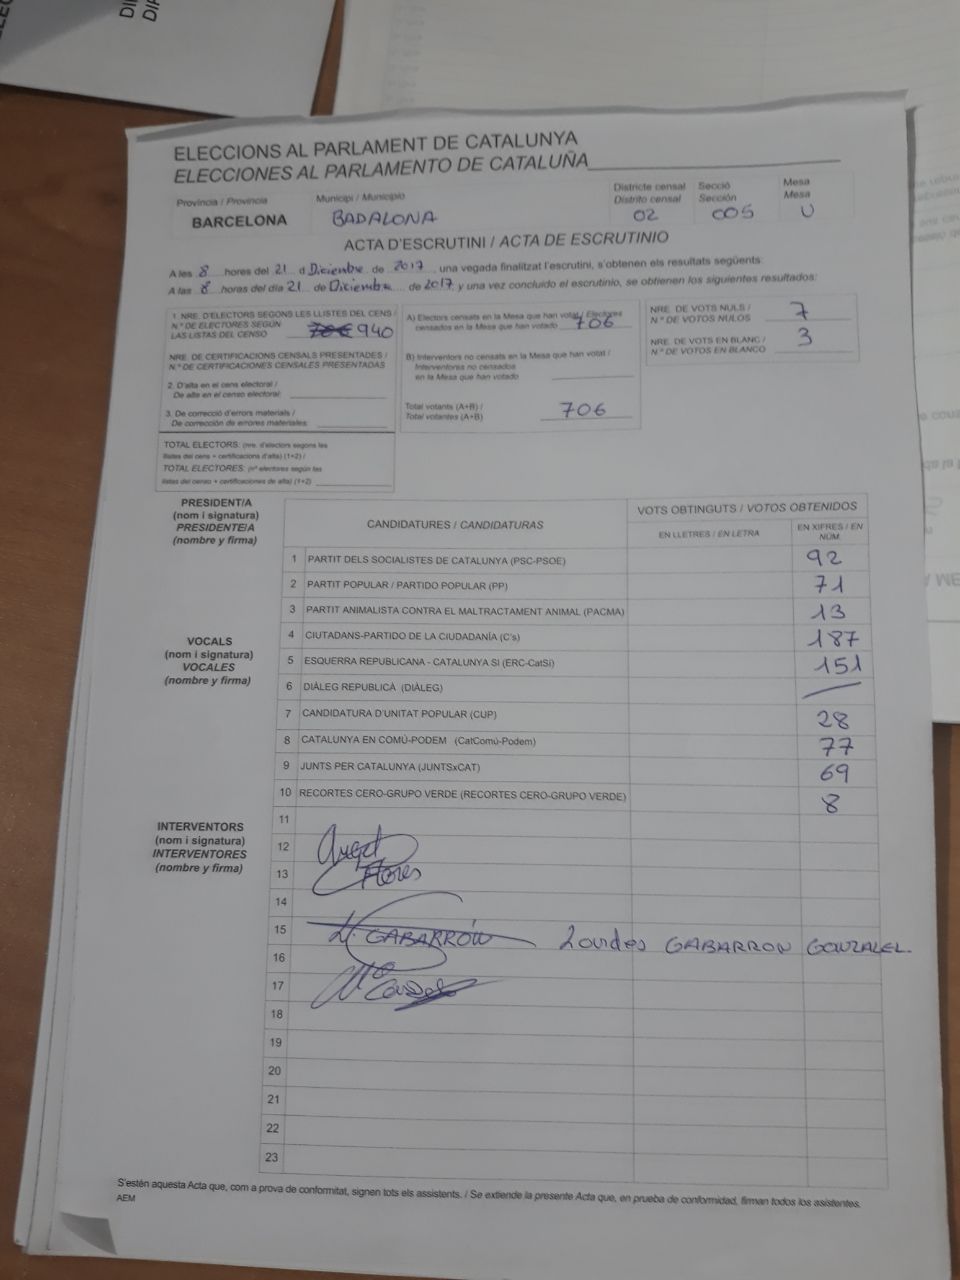 ELECCIONS AL PARLAMENT DE CATALUNYA
ELECCIONES AL PARLAMENTO DE CATALUÑA
Província / Provincia
BARCELONA
Municipi / Municipio
BADALONA
Districte censal
Distrito censal
02
Secció
Sección
005
Mesa
Mesa
U
ACTA D'ESCRUTINI / ACTA DE ESCRUTINIO
A les 8 hores del 21 d Diciembre de 2017, una vegada finalitzat l'escrutini, s'obtenen els resultats següents:
A las 8 horas del día 21 de Diciembre de 2017 y una vez concluido el escrutinio, se obtienen los siguientes resultados:
1. NRE. D'ELECTORS SEGONS LES LLISTES DEL CENS /
N.º DE ELECTORES SEGÚN
LAS LISTAS DEL CENSO 940
NRE. DE CERTIFICACIONS CENSALS PRESENTADES /
N.º DE CERTIFICACIONES CENSALES PRESENTADAS
2. D'alta en el cens electoral /
De alta en el censo electoral:
3. De correcció d'errors materials /
De corrección de errores materiales:
TOTAL ELECTORS: (nre. d'electors segons les
llistes del cens + certificacions d'alta) (1+2) /
TOTAL ELECTORES: (nº electores según las
listas del censo + certificaciones de alta) (1+2)
A) Electors censats en la Mesa que han votat / Electores
censados en la Mesa que han votado 706
B) Interventors no censats en la Mesa que han votat /
Interventores no censados
en la Mesa que han votado
Total votants (A+B) /
Total votantes (A+B) 706
NRE. DE VOTS NULS /
N.º DE VOTOS NULOS 7
NRE. DE VOTS EN BLANC /
N.º DE VOTOS EN BLANCO 3
PRESIDENT/A
(nom i signatura)
PRESIDENTE/A
(nombre y firma)
VOCALS
(nom i signatura)
VOCALES
(nombre y firma)
INTERVENTORS
(nom i signatura)
INTERVENTORES
(nombre y firma)
CANDIDATURES / CANDIDATURAS
VOTS OBTINGUTS / VOTOS OBTENIDOS
EN LLETRES / EN LETRA
EN XIFRES / EN
NÚM.
1 PARTIT DELS SOCIALISTES DE CATALUNYA (PSC-PSOE) 92
2 PARTIT POPULAR / PARTIDO POPULAR (PP) 71
3 PARTIT ANIMALISTA CONTRA EL MALTRACTAMENT ANIMAL (PACMA) 13
4 CIUTADANS-PARTIDO DE LA CIUDADANÍA (C's) 187
5 ESQUERRA REPUBLICANA - CATALUNYA SI (ERC-CatSí) 151
6 DIÀLEG REPUBLICÀ (DIÀLEG)
7 CANDIDATURA D'UNITAT POPULAR (CUP) 28
8 CATALUNYA EN COMÚ-PODEM (CatComú-Podem) 77
9 JUNTS PER CATALUNYA (JUNTSxCAT) 69
10 RECORTES CERO-GRUPO VERDE (RECORTES CERO-GRUPO VERDE) 8
11
12 Angel
13 Flores
14
15 L. GABARRÓN Lourdes GABARRON GONZALEZ
16
17
18
19
20
21
22
23
S'estén aquesta Acta que, com a prova de conformitat, signen tots els assistents. / Se extiende la presente Acta que, en prueba de conformidad, firman todos los asistentes.
AEM